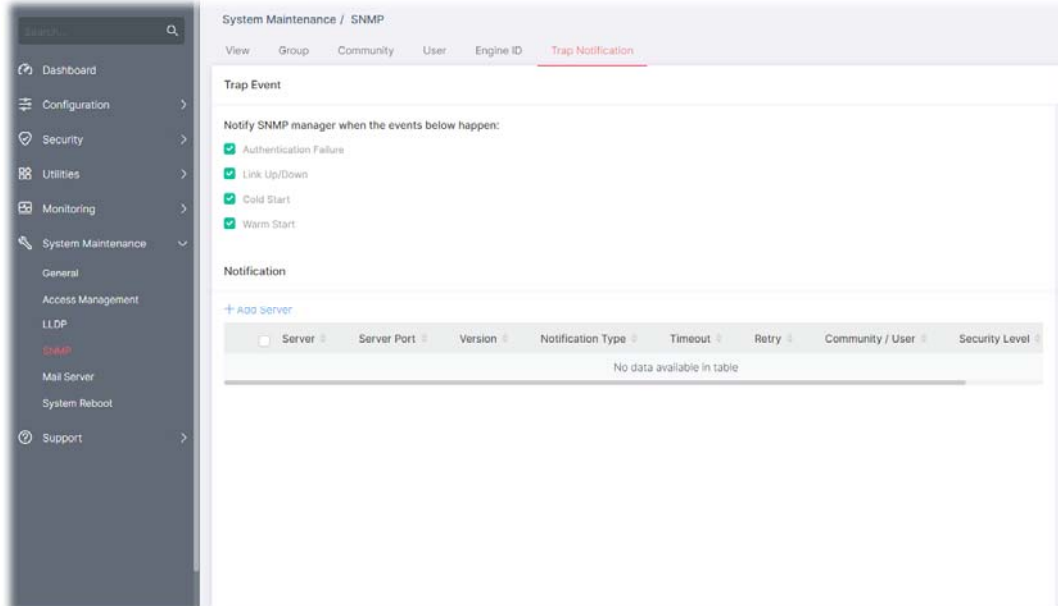 Search...
Dashboard
Configuration
Security
Utilities
Monitoring
System Maintenance
General
Access Management
LLDP
SNMP
Mail Server
System Reboot
Support
System Maintenance / SNMP
View Group Community User Engine ID Trap Notification
Trap Event
Notify SNMP manager when the events below happen:
Authentication Failure
Link Up/Down
Cold Start
Warm Start
Notification
+ Add Server
Server Server Port Version Notification Type Timeout Retry Community / User Security Level
No data available in table